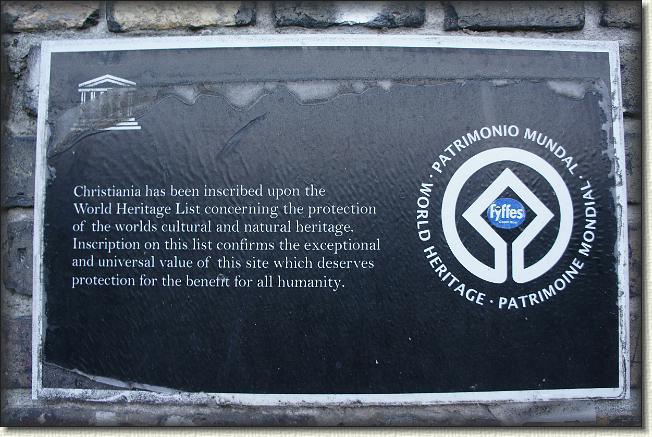 Christiania has been inscribed upon the
World Heritage List concerning the protection
of the worlds cultural and natural heritage.
Inscription on this list confirms the exceptional
and universal value of this site which deserves
protection for the benefit for all humanity.
WORLD HERITAGE · PATRIMONIO MUNDIAL · PATRIMOINE MONDIAL ·
fyffes